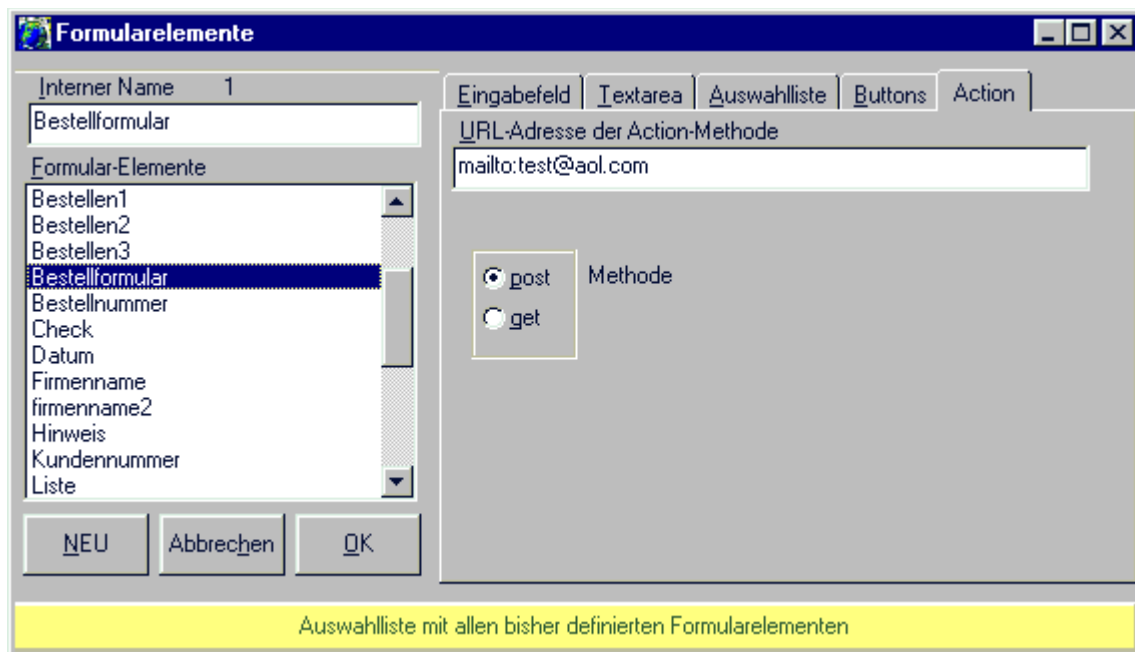 Formularelemente
Interner Name 1
Bestellformular
Formular-Elemente
Bestellen1
Bestellen2
Bestellen3
Bestellformular
Bestellnummer
Check
Datum
Firmenname
firmenname2
Hinweis
Kundennummer
Liste
NEU Abbrechen OK
Eingabefeld Textarea Auswahlliste Buttons Action
URL-Adresse der Action-Methode
mailto:test@aol.com
post Methode
get
Auswahlliste mit allen bisher definierten Formularelementen